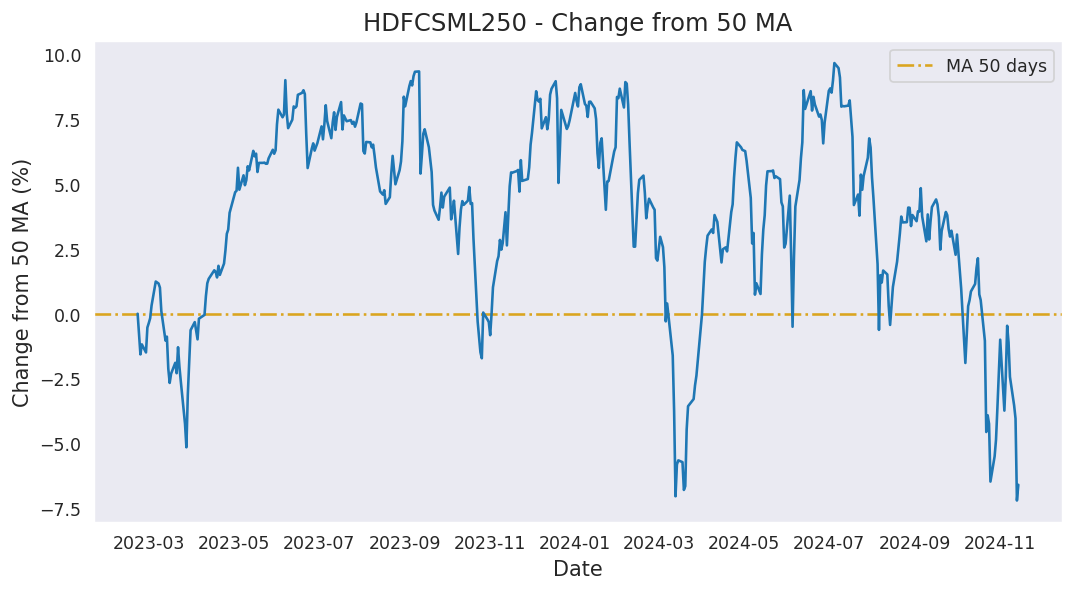 HDFCSML250 - Change from 50 MA
MA 50 days
Change from 50 MA (%)
10.0
7.5
5.0
2.5
0.0
−2.5
−5.0
−7.5
2023-03 2023-05 2023-07 2023-09 2023-11 2024-01 2024-03 2024-05 2024-07 2024-09 2024-11
Date